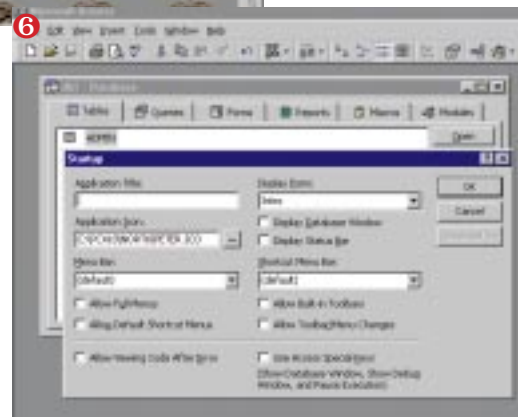 6
Edit View Insert Tools Window Help
Database
Tables Queries Forms Reports Macros Modules
ADMIN Open
Startup
Application Title: Display Form: OK
Intro Cancel
Application Icon: Display Database Window
Display Status Bar
Menu Bar: Shortcut Menu Bar:
(default) (default)
Allow Full Menus Allow Built-in Toolbars
Allow Default Shortcut Menus Allow Toolbar/Menu Changes
Allow Viewing Code After Error Use Access Special Keys
(Show Database Window, Show Debug
Window, and Pause Execution)